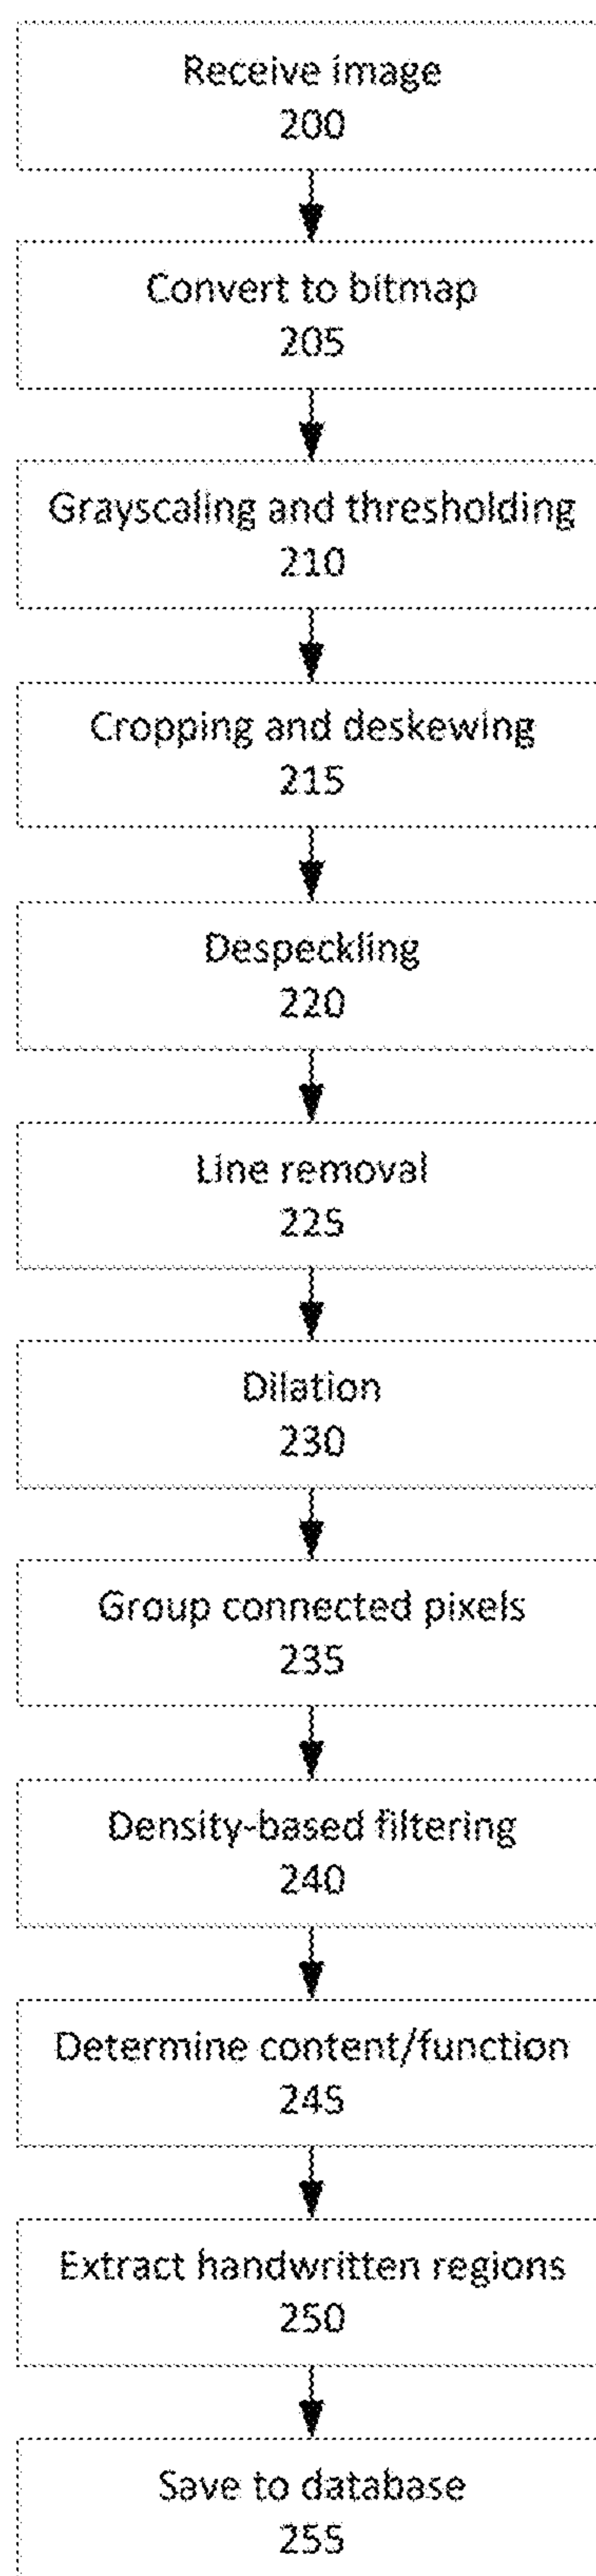 Receive image
200
Convert to bitmap
205
Grayscaling and thresholding
210
Cropping and deskewing
215
Despeckling
220
Line removal
225
Dilation
230
Group connected pixels
235
Density-based filtering
240
Determine content/function
245
Extract handwritten regions
250
Save to database
255